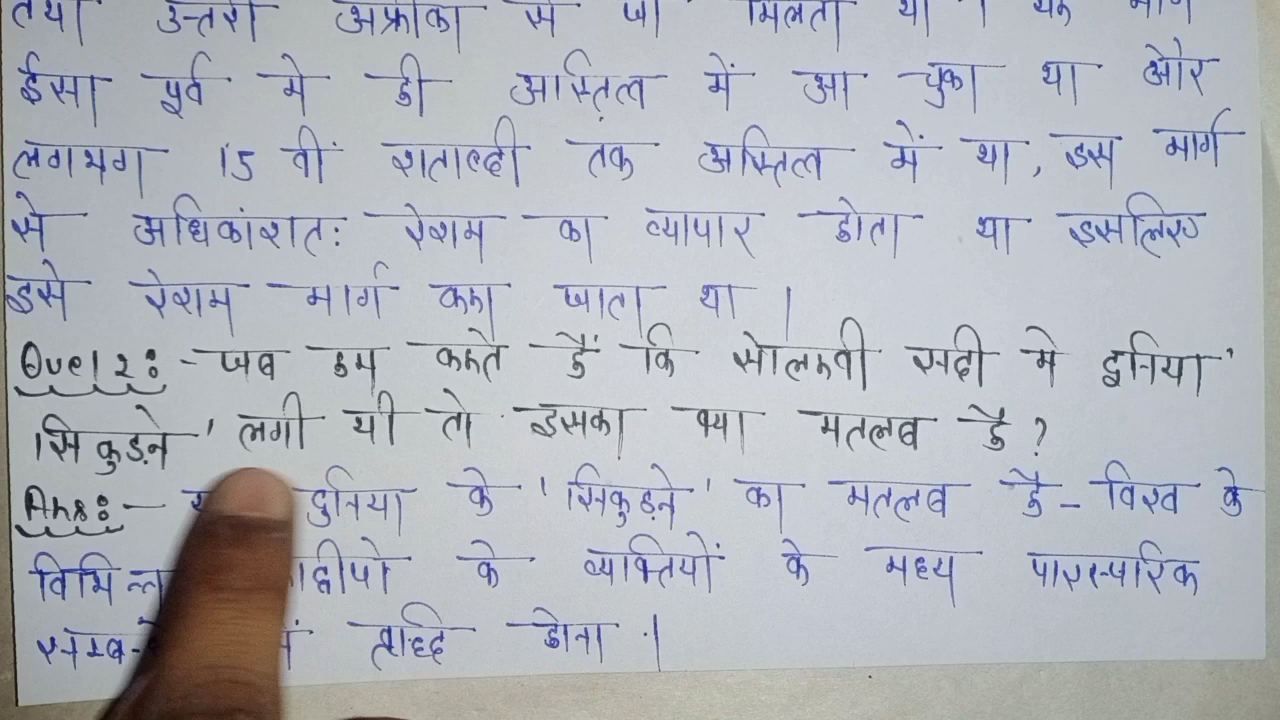 तथा उत्तरी अफ्रीका से जा मिलता था । यह मार्ग
ईसा पूर्व मे ही अस्तित्व में आ चुका था और
लगभग 15 वीं शताब्दी तक अस्तित्व में था, इस मार्ग
से अधिकांशतः रेशम का व्यापार होता था इसलिए
इसे रेशम मार्ग कहा जाता था ।
Que 2:- जब हम कहते हैं कि सोलहवी सदी मे दुनिया '
सिकुड़ने ' लगी थी तो इसका क्या मतलब है ?
Ans:- दुनिया के 'सिकुड़ने' का मतलब है - विश्व के
के व्यक्तियों के मध्य पारस्परिक
वृद्धि होना ।